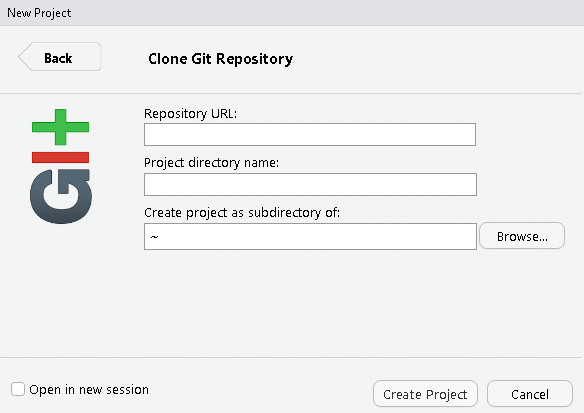 New Project
Back
Clone Git Repository
GIt
Repository URL:
Project directory name:
Create project as subdirectory of:
~
Browse...
Open in new session
Create Project
Cancel